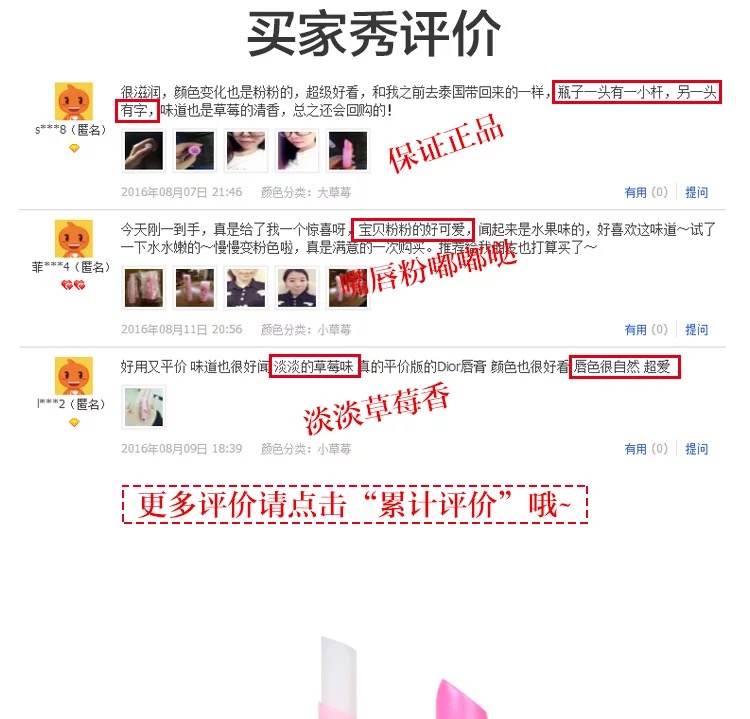 买家秀评价
很滋润，颜色变化也是粉粉的，超级好看，和我之前去泰国带回来的一样，瓶子一头有一小杆，另一头
有字，味道也是草莓的清香，总之还会回购的！
s***8（匿名）
保证正品
2016年08月07日 21:46 颜色分类：大草莓 有用 (0) 提问
今天刚一到手，真是给了我一个惊喜呀，宝贝粉粉的好可爱，闻起来是水果味的，好喜欢这味道～试了
一下水水嫩的～慢慢变粉色啦，真是满意的一次购买。推荐给我朋友也打算买了～
菲***4（匿名）
嘴唇粉嘟嘟哒
2016年08月11日 20:56 颜色分类：小草莓 有用 (0) 提问
好用又平价 味道也很好闻 淡淡的草莓味 真的平价版的Dior唇膏 颜色也很好看 唇色很自然 超爱
l***2（匿名）
淡淡草莓香
2016年08月09日 18:39 颜色分类：小草莓 有用 (0) 提问
更多评价请点击“累计评价”哦~